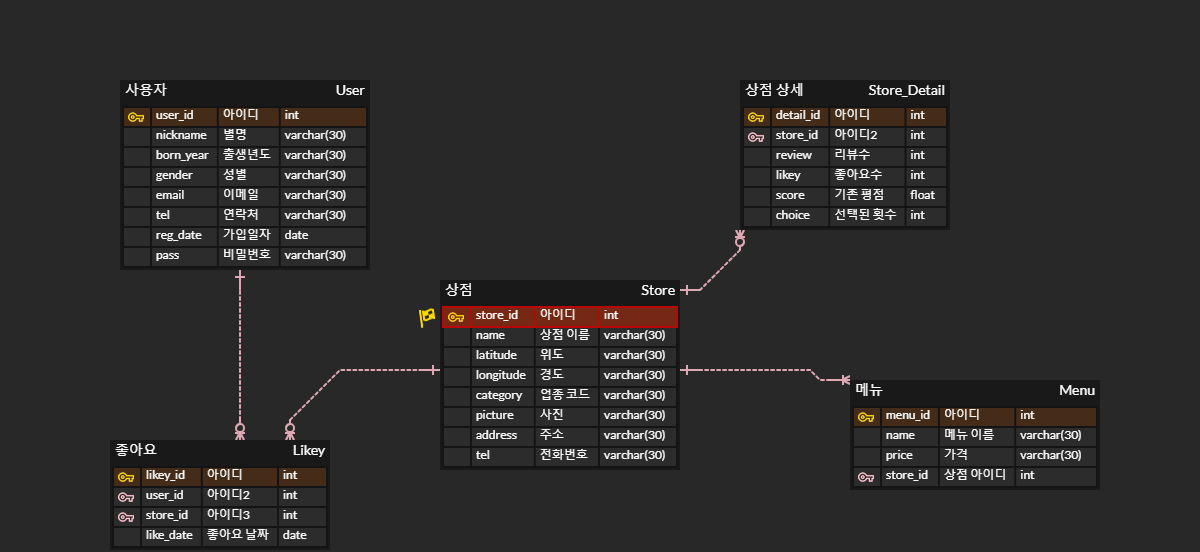 사용자 User
user_id 아이디 int
nickname 별명 varchar(30)
born_year 출생년도 varchar(30)
gender 성별 varchar(30)
email 이메일 varchar(30)
tel 연락처 varchar(30)
reg_date 가입일자 date
pass 비밀번호 varchar(30)
상점 상세 Store_Detail
detail_id 아이디 int
store_id 아이디2 int
review 리뷰수 int
likey 좋아요수 int
score 기존 평점 float
choice 선택된 횟수 int
상점 Store
store_id 아이디 int
name 상점 이름 varchar(30)
latitude 위도 varchar(30)
longitude 경도 varchar(30)
category 업종 코드 varchar(30)
picture 사진 varchar(30)
address 주소 varchar(30)
tel 전화번호 varchar(30)
메뉴 Menu
menu_id 아이디 int
name 메뉴 이름 varchar(30)
price 가격 varchar(30)
store_id 상점 아이디 int
좋아요 Likey
likey_id 아이디 int
user_id 아이디2 int
store_id 아이디3 int
like_date 좋아요 날짜 date